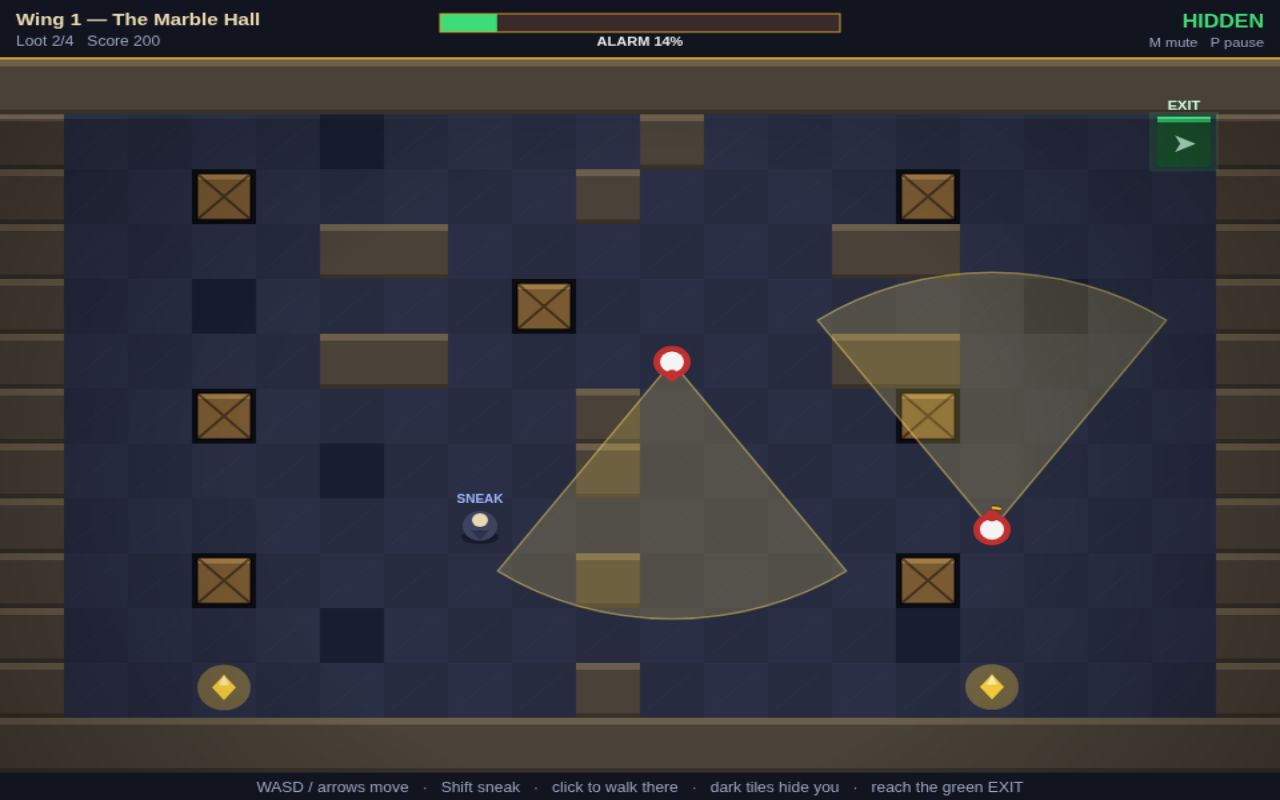 Wing 1 — The Marble Hall
Loot 2/4 Score 200
ALARM 14%
HIDDEN
M mute P pause
EXIT
SNEAK
WASD / arrows move · Shift sneak · click to walk there · dark tiles hide you · reach the green EXIT